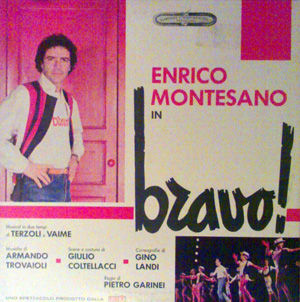 ENRICO
MONTESANO
IN
bravo!
Musical in due tempi
di TERZOLI e VAIME
Musiche di
ARMANDO
TROVAIOLI
Scene e costumi di
GIULIO
COLTELLACCI
Coreografie di
GINO
LANDI
Regia di
PIETRO GARINEI
UNO SPETTACOLO PRODOTTO DALLA